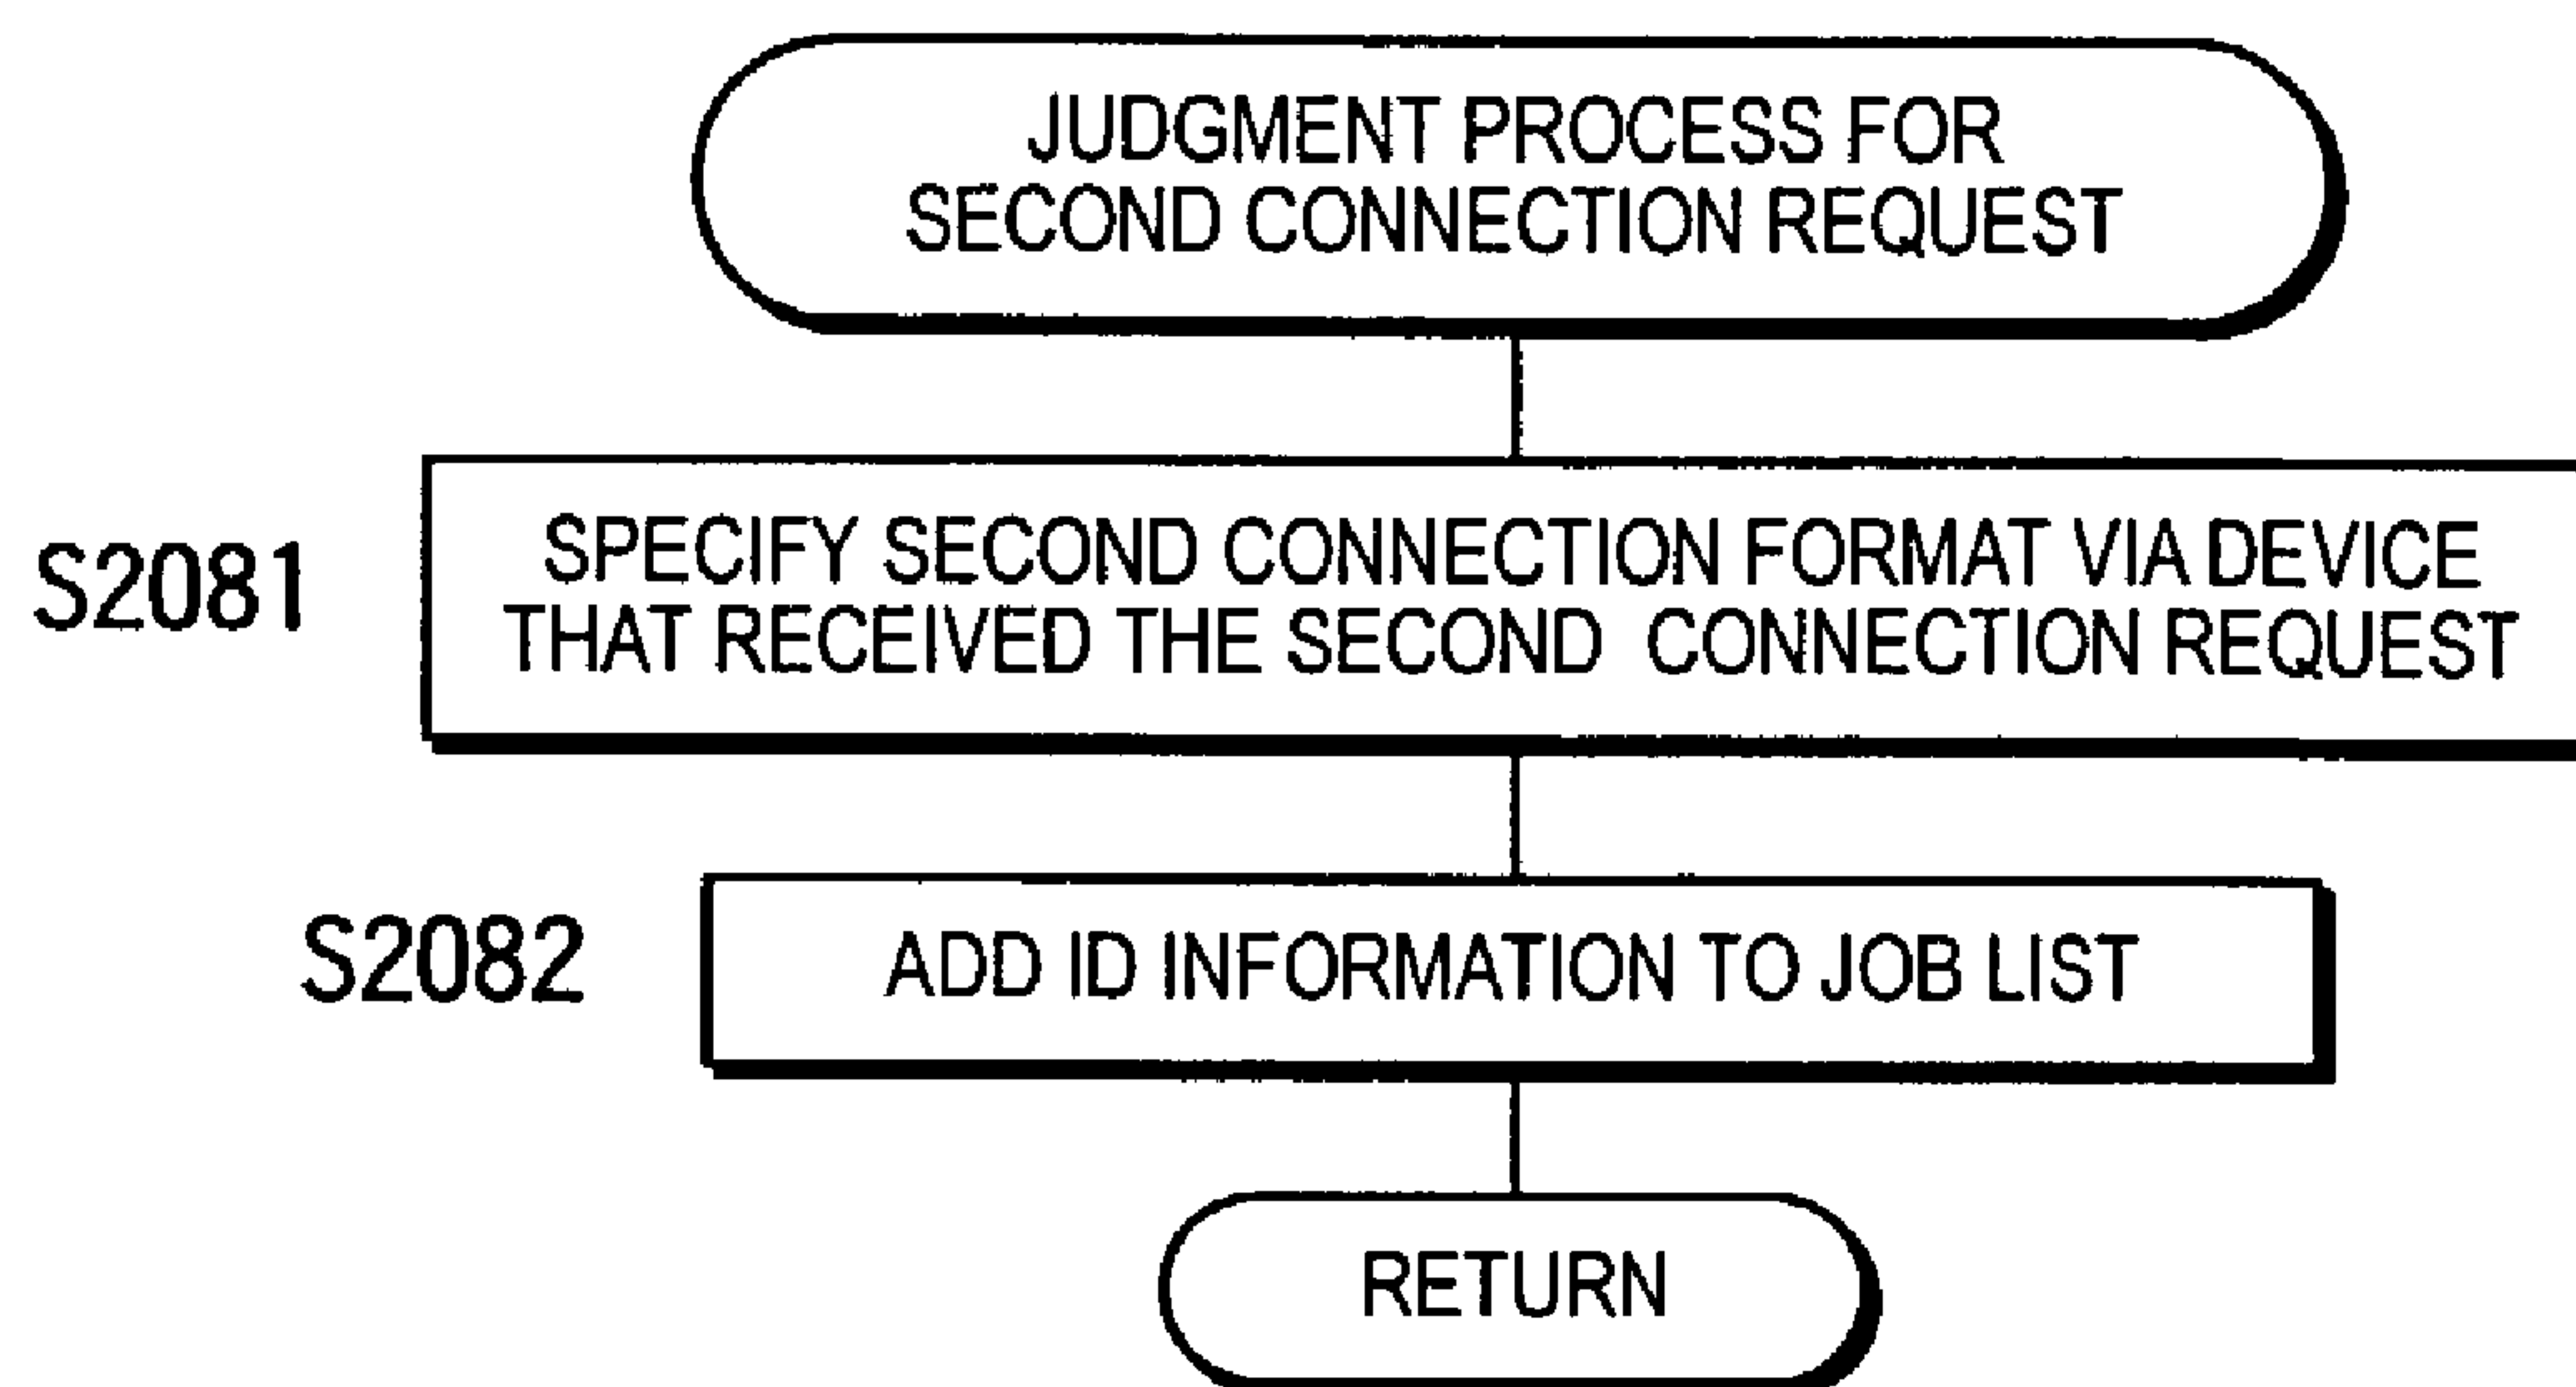 JUDGMENT PROCESS FOR
SECOND CONNECTION REQUEST
S2081
SPECIFY SECOND CONNECTION FORMAT VIA DEVICE
THAT RECEIVED THE SECOND CONNECTION REQUEST
S2082
ADD ID INFORMATION TO JOB LIST
RETURN